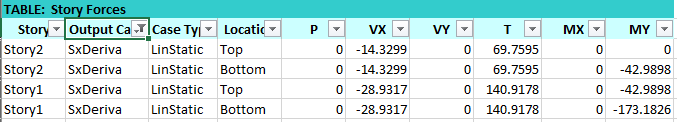 TABLE: Story Forces
Story Output Ca Case Typ Locatio P VX VY T MX MY
Story2 SxDeriva LinStatic Top 0 -14.3299 0 69.7595 0 0
Story2 SxDeriva LinStatic Bottom 0 -14.3299 0 69.7595 0 -42.9898
Story1 SxDeriva LinStatic Top 0 -28.9317 0 140.9178 0 -42.9898
Story1 SxDeriva LinStatic Bottom 0 -28.9317 0 140.9178 0 -173.1826